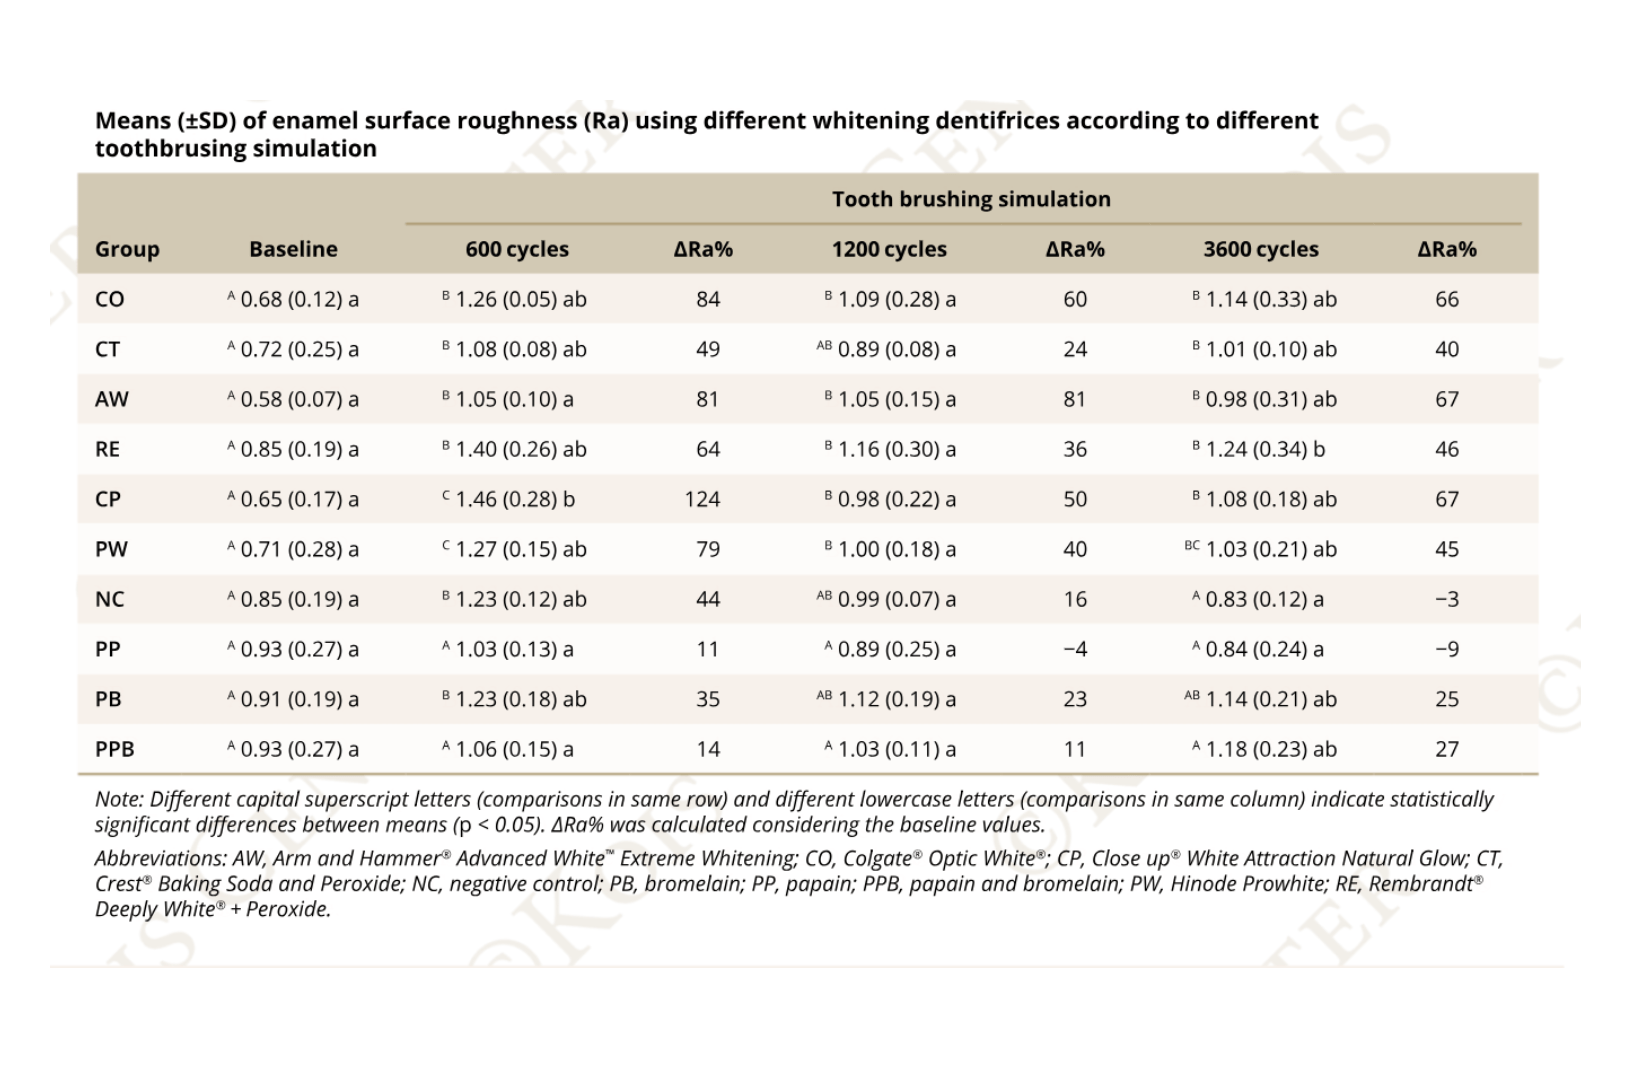 Means (±SD) of enamel surface roughness (Ra) using different whitening dentifrices according to different
toothbrusing simulation
Tooth brushing simulation
Group Baseline 600 cycles ΔRa% 1200 cycles ΔRa% 3600 cycles ΔRa%
CO A 0.68 (0.12) a B 1.26 (0.05) ab 84 B 1.09 (0.28) a 60 B 1.14 (0.33) ab 66
CT A 0.72 (0.25) a B 1.08 (0.08) ab 49 AB 0.89 (0.08) a 24 B 1.01 (0.10) ab 40
AW A 0.58 (0.07) a B 1.05 (0.10) a 81 B 1.05 (0.15) a 81 B 0.98 (0.31) ab 67
RE A 0.85 (0.19) a B 1.40 (0.26) ab 64 B 1.16 (0.30) a 36 B 1.24 (0.34) b 46
CP A 0.65 (0.17) a C 1.46 (0.28) b 124 B 0.98 (0.22) a 50 B 1.08 (0.18) ab 67
PW A 0.71 (0.28) a C 1.27 (0.15) ab 79 B 1.00 (0.18) a 40 BC 1.03 (0.21) ab 45
NC A 0.85 (0.19) a B 1.23 (0.12) ab 44 AB 0.99 (0.07) a 16 A 0.83 (0.12) a −3
PP A 0.93 (0.27) a A 1.03 (0.13) a 11 A 0.89 (0.25) a −4 A 0.84 (0.24) a −9
PB A 0.91 (0.19) a B 1.23 (0.18) ab 35 AB 1.12 (0.19) a 23 AB 1.14 (0.21) ab 25
PPB A 0.93 (0.27) a A 1.06 (0.15) a 14 A 1.03 (0.11) a 11 A 1.18 (0.23) ab 27
Note: Different capital superscript letters (comparisons in same row) and different lowercase letters (comparisons in same column) indicate statistically
significant differences between means (p < 0.05). ΔRa% was calculated considering the baseline values.
Abbreviations: AW, Arm and Hammer® Advanced White™ Extreme Whitening; CO, Colgate® Optic White®; CP, Close up® White Attraction Natural Glow; CT,
Crest® Baking Soda and Peroxide; NC, negative control; PB, bromelain; PP, papain; PPB, papain and bromelain; PW, Hinode Prowhite; RE, Rembrandt®
Deeply White® + Peroxide.
©KOIS